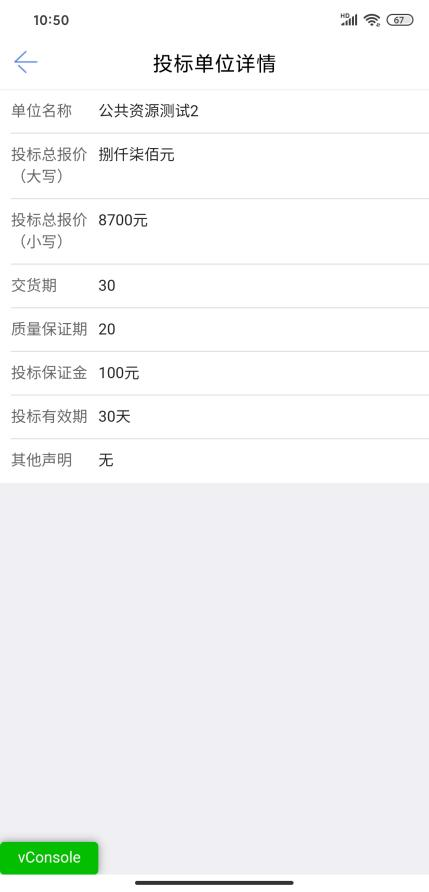 10:50
HD
67
投标单位详情
单位名称 公共资源测试2
投标总报价 捌仟柒佰元
（大写）
投标总报价 8700元
（小写）
交货期 30
质量保证期 20
投标保证金 100元
投标有效期 30天
其他声明 无
vConsole